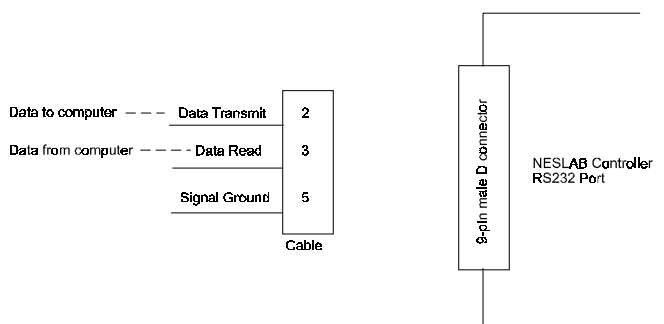 Data to computer Data Transmit 2
Data from computer Data Read 3
Signal Ground 5
Cable
9-pin male D connector
NESLAB Controller
RS232 Port